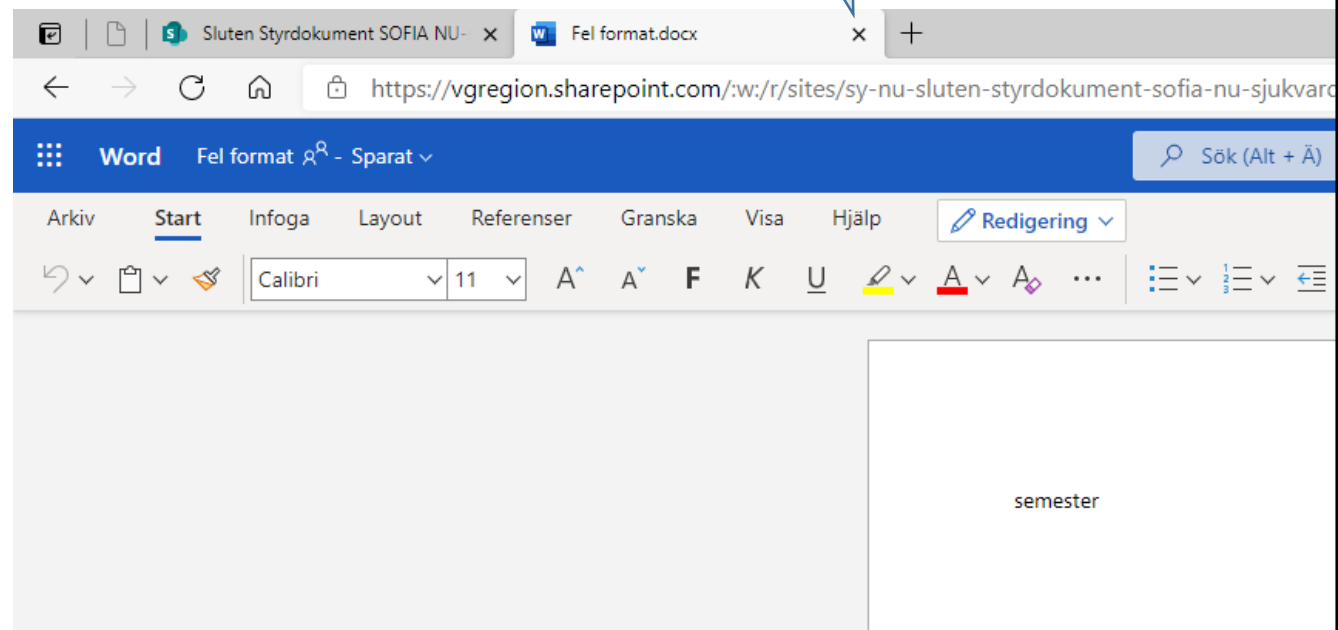 Sluten Styrdokument SOFIA NU-
Fel format.docx
https://vgregion.sharepoint.com/:w:/r/sites/sy-nu-sluten-styrdokument-sofia-nu-sjukvard
Word Fel format - Sparat
Sök (Alt + Ä)
Arkiv Start Infoga Layout Referenser Granska Visa Hjälp Redigering
Calibri 11 A A F K U A A ...
semester